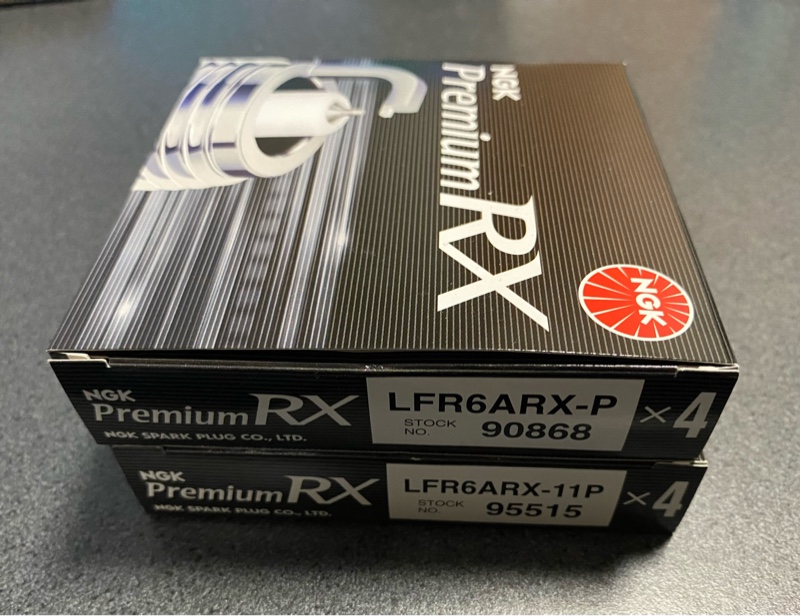 NGK
Premium RX
NGK
NGK
Premium RX
NGK SPARK PLUG CO., LTD.
LFR6ARX-P
STOCK NO. 90868
×4
NGK
Premium RX
NGK SPARK PLUG CO., LTD.
LFR6ARX-11P
STOCK NO. 95515
×4